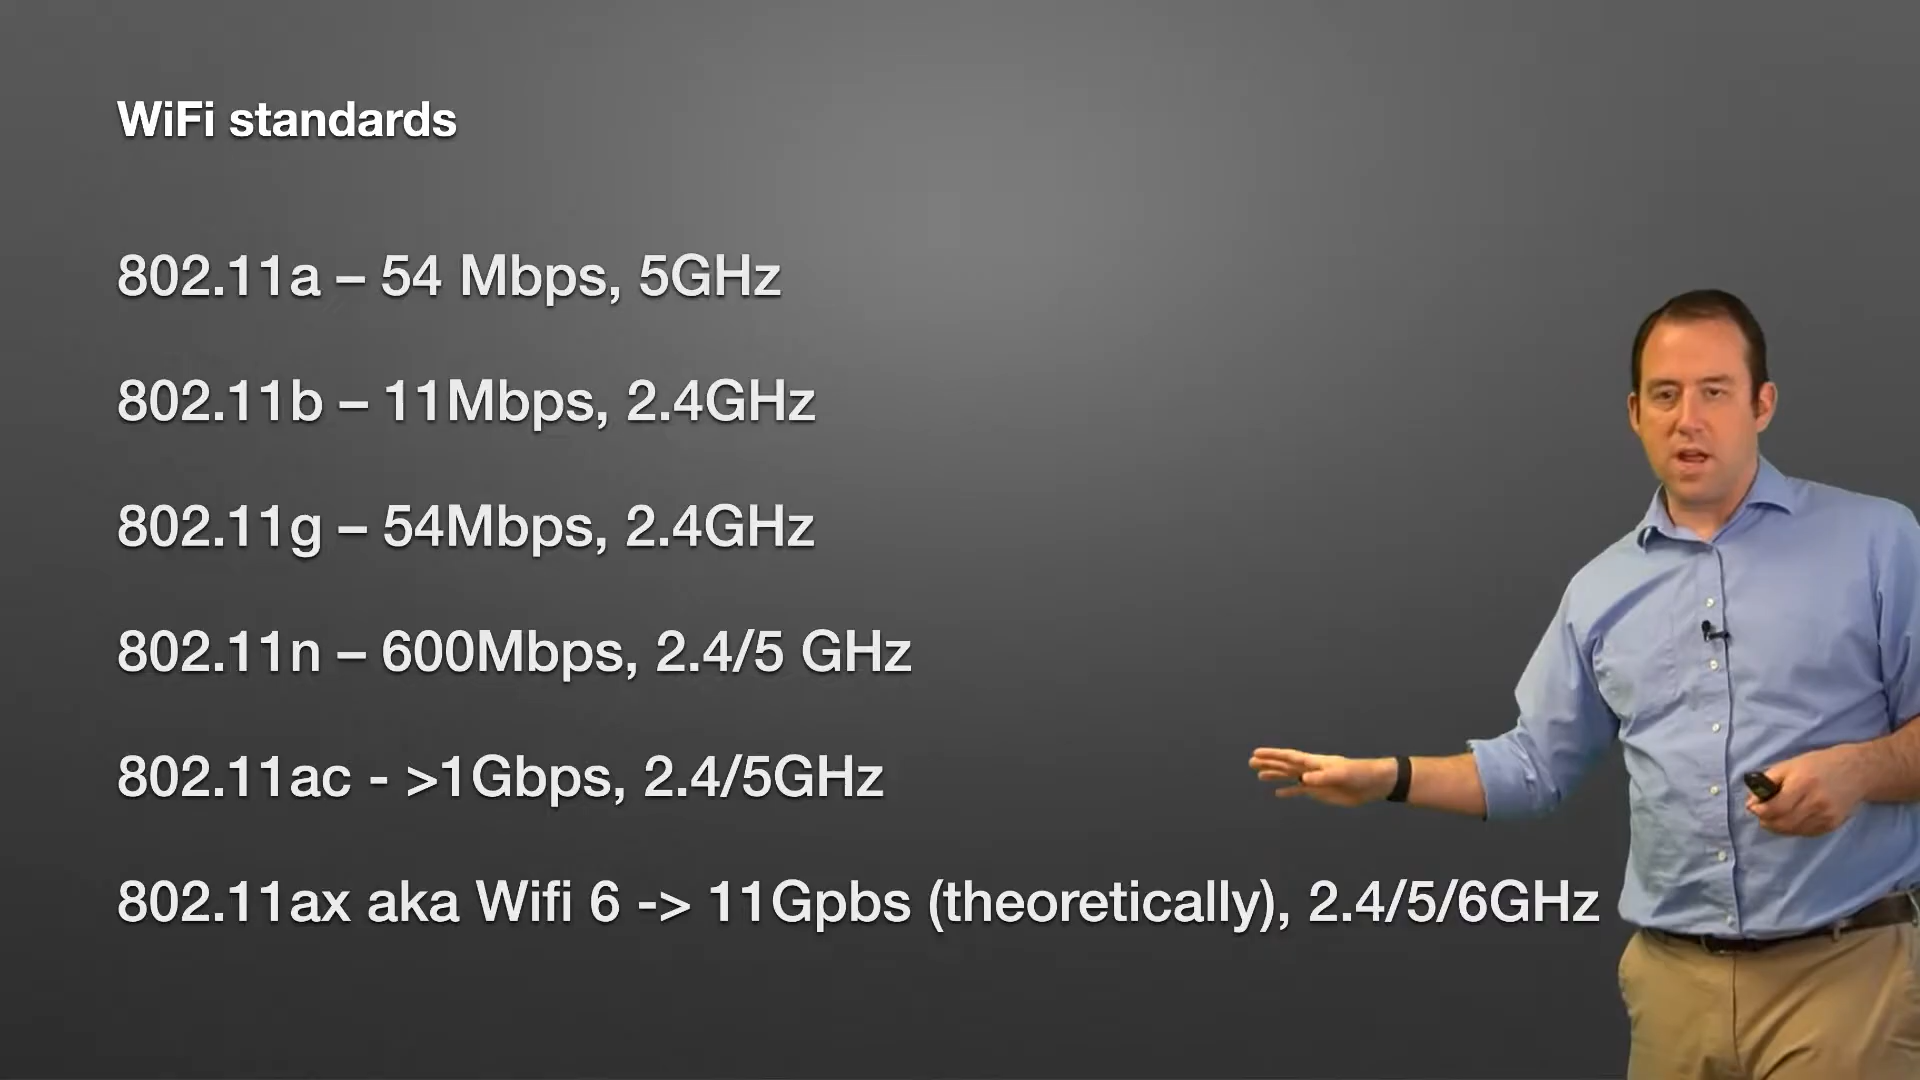 WiFi standards
802.11a – 54 Mbps, 5GHz
802.11b – 11Mbps, 2.4GHz
802.11g – 54Mbps, 2.4GHz
802.11n – 600Mbps, 2.4/5 GHz
802.11ac - >1Gbps, 2.4/5GHz
802.11ax aka Wifi 6 -> 11Gpbs (theoretically), 2.4/5/6GHz